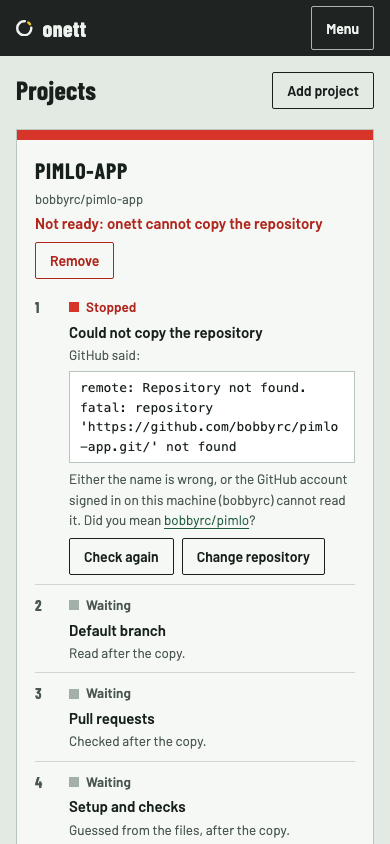 onett
Menu
Projects
Add project
PIMLO-APP
bobbyrc/pimlo-app
Not ready: onett cannot copy the repository
Remove
1
Stopped
Could not copy the repository
GitHub said:
remote: Repository not found.
fatal: repository
'https://github.com/bobbyrc/pimlo
-app.git/' not found
Either the name is wrong, or the GitHub account
signed in on this machine (bobbyrc) cannot read
it. Did you mean bobbyrc/pimlo?
Check again
Change repository
2
Waiting
Default branch
Read after the copy.
3
Waiting
Pull requests
Checked after the copy.
4
Waiting
Setup and checks
Guessed from the files, after the copy.